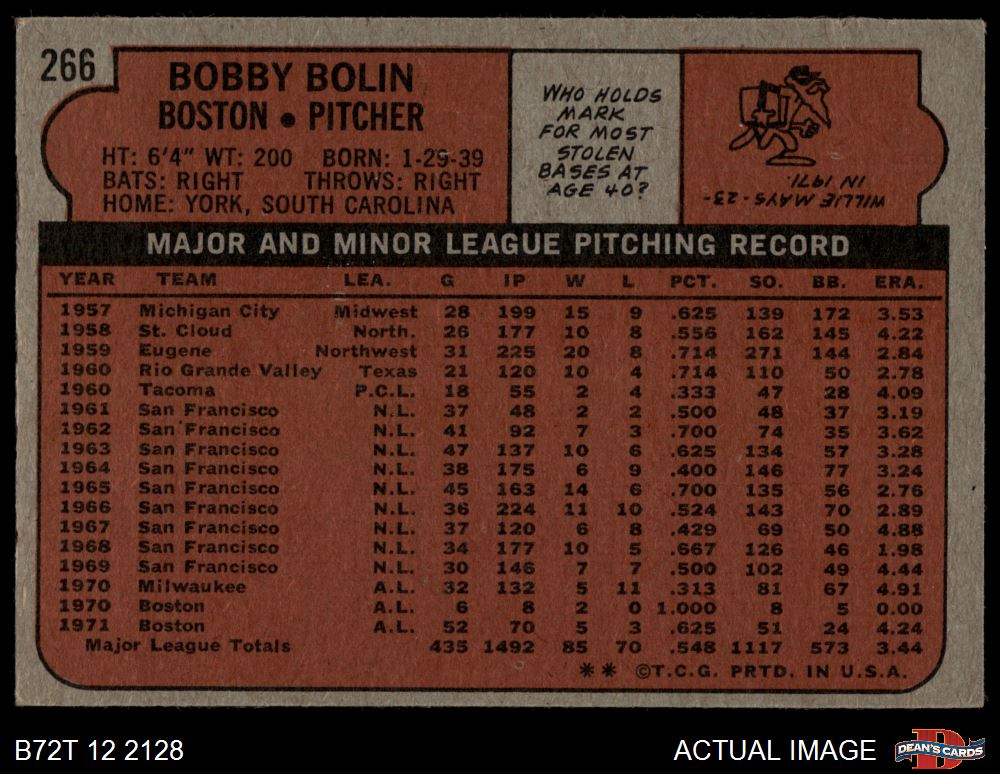 266
BOBBY BOLIN
BOSTON • PITCHER
HT: 6'4" WT: 200 BORN: 1-29-39
BATS: RIGHT THROWS: RIGHT
HOME: YORK, SOUTH CAROLINA
WHO HOLDS
MARK
FOR MOST
STOLEN
BASES AT
AGE 40?
WILLIE MAYS-23-
IN 1971.
MAJOR AND MINOR LEAGUE PITCHING RECORD
YEAR TEAM LEA. G IP W L PCT. SO. BB. ERA.
1957 Michigan City Midwest 28 199 15 9 .625 139 172 3.53
1958 St. Cloud North. 26 177 10 8 .556 162 145 4.22
1959 Eugene Northwest 31 225 20 8 .714 271 144 2.84
1960 Rio Grande Valley Texas 21 120 10 4 .714 110 50 2.78
1960 Tacoma P.C.L. 18 55 2 4 .333 47 28 4.09
1961 San Francisco N.L. 37 48 2 2 .500 48 37 3.19
1962 San Francisco N.L. 41 92 7 3 .700 74 35 3.62
1963 San Francisco N.L. 47 137 10 6 .625 134 57 3.28
1964 San Francisco N.L. 38 175 6 9 .400 146 77 3.24
1965 San Francisco N.L. 45 163 14 6 .700 135 56 2.76
1966 San Francisco N.L. 36 224 11 10 .524 143 70 2.89
1967 San Francisco N.L. 37 120 6 8 .429 69 50 4.88
1968 San Francisco N.L. 34 177 10 5 .667 126 46 1.98
1969 San Francisco N.L. 30 146 7 7 .500 102 49 4.44
1970 Milwaukee A.L. 32 132 5 11 .313 81 67 4.91
1970 Boston A.L. 6 8 2 0 1.000 8 5 0.00
1971 Boston A.L. 52 70 5 3 .625 51 24 4.24
Major League Totals 435 1492 85 70 .548 1117 573 3.44
** ©T.C.G. PRTD. IN U.S.A.
B72T 12 2128
ACTUAL IMAGE
DEAN'S CARDS